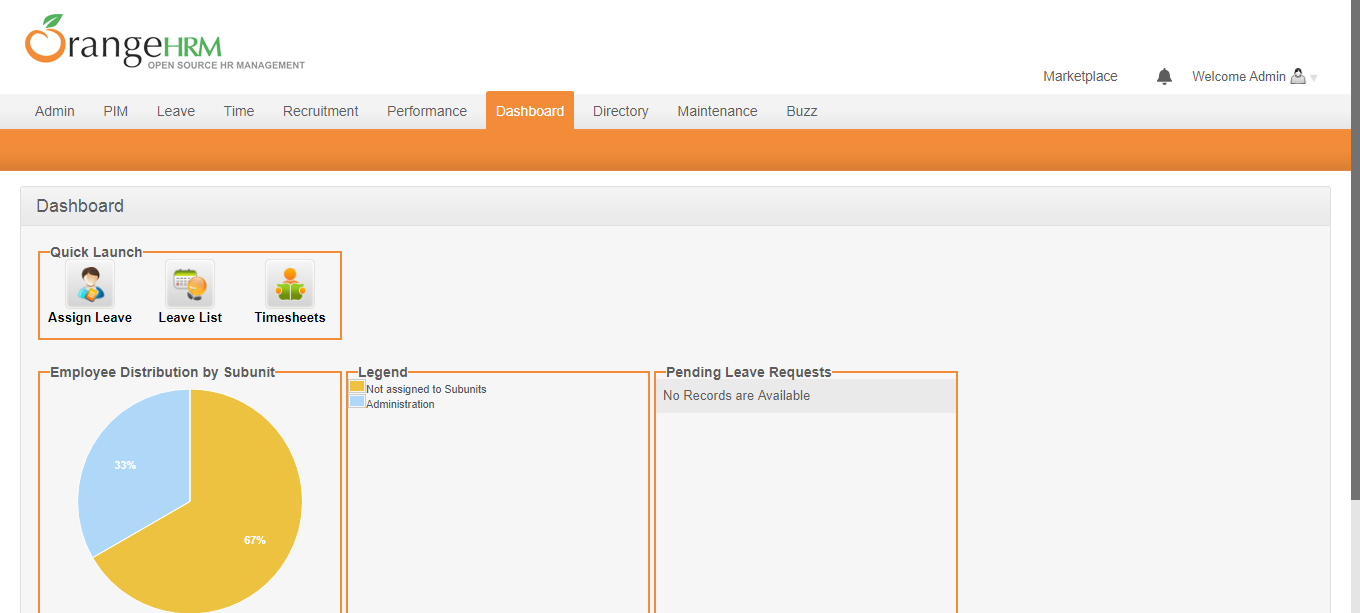 OrangeHRM
OPEN SOURCE HR MANAGEMENT
Marketplace Welcome Admin
Admin PIM Leave Time Recruitment Performance Dashboard Directory Maintenance Buzz
Dashboard
Quick Launch
Assign Leave Leave List Timesheets
Employee Distribution by Subunit
33%
67%
Legend
Not assigned to Subunits
Administration
Pending Leave Requests
No Records are Available